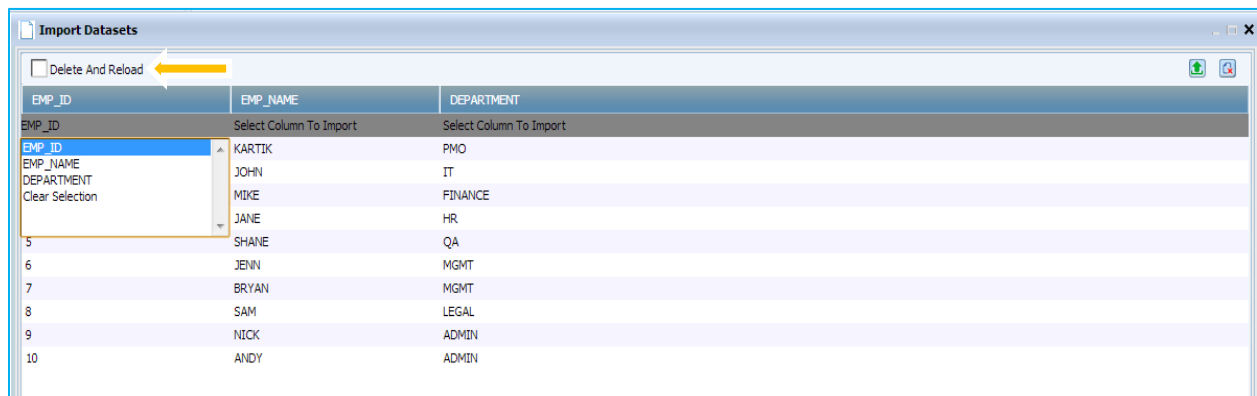 Import Datasets
Delete And Reload
EMP_ID EMP_NAME DEPARTMENT
EMP_ID Select Column To Import Select Column To Import
EMP_ID KARTIK PMO
EMP_NAME
JOHN IT
DEPARTMENT
Clear Selection MIKE FINANCE
JANE HR
5 SHANE QA
6 JENN MGMT
7 BRYAN MGMT
8 SAM LEGAL
9 NICK ADMIN
10 ANDY ADMIN